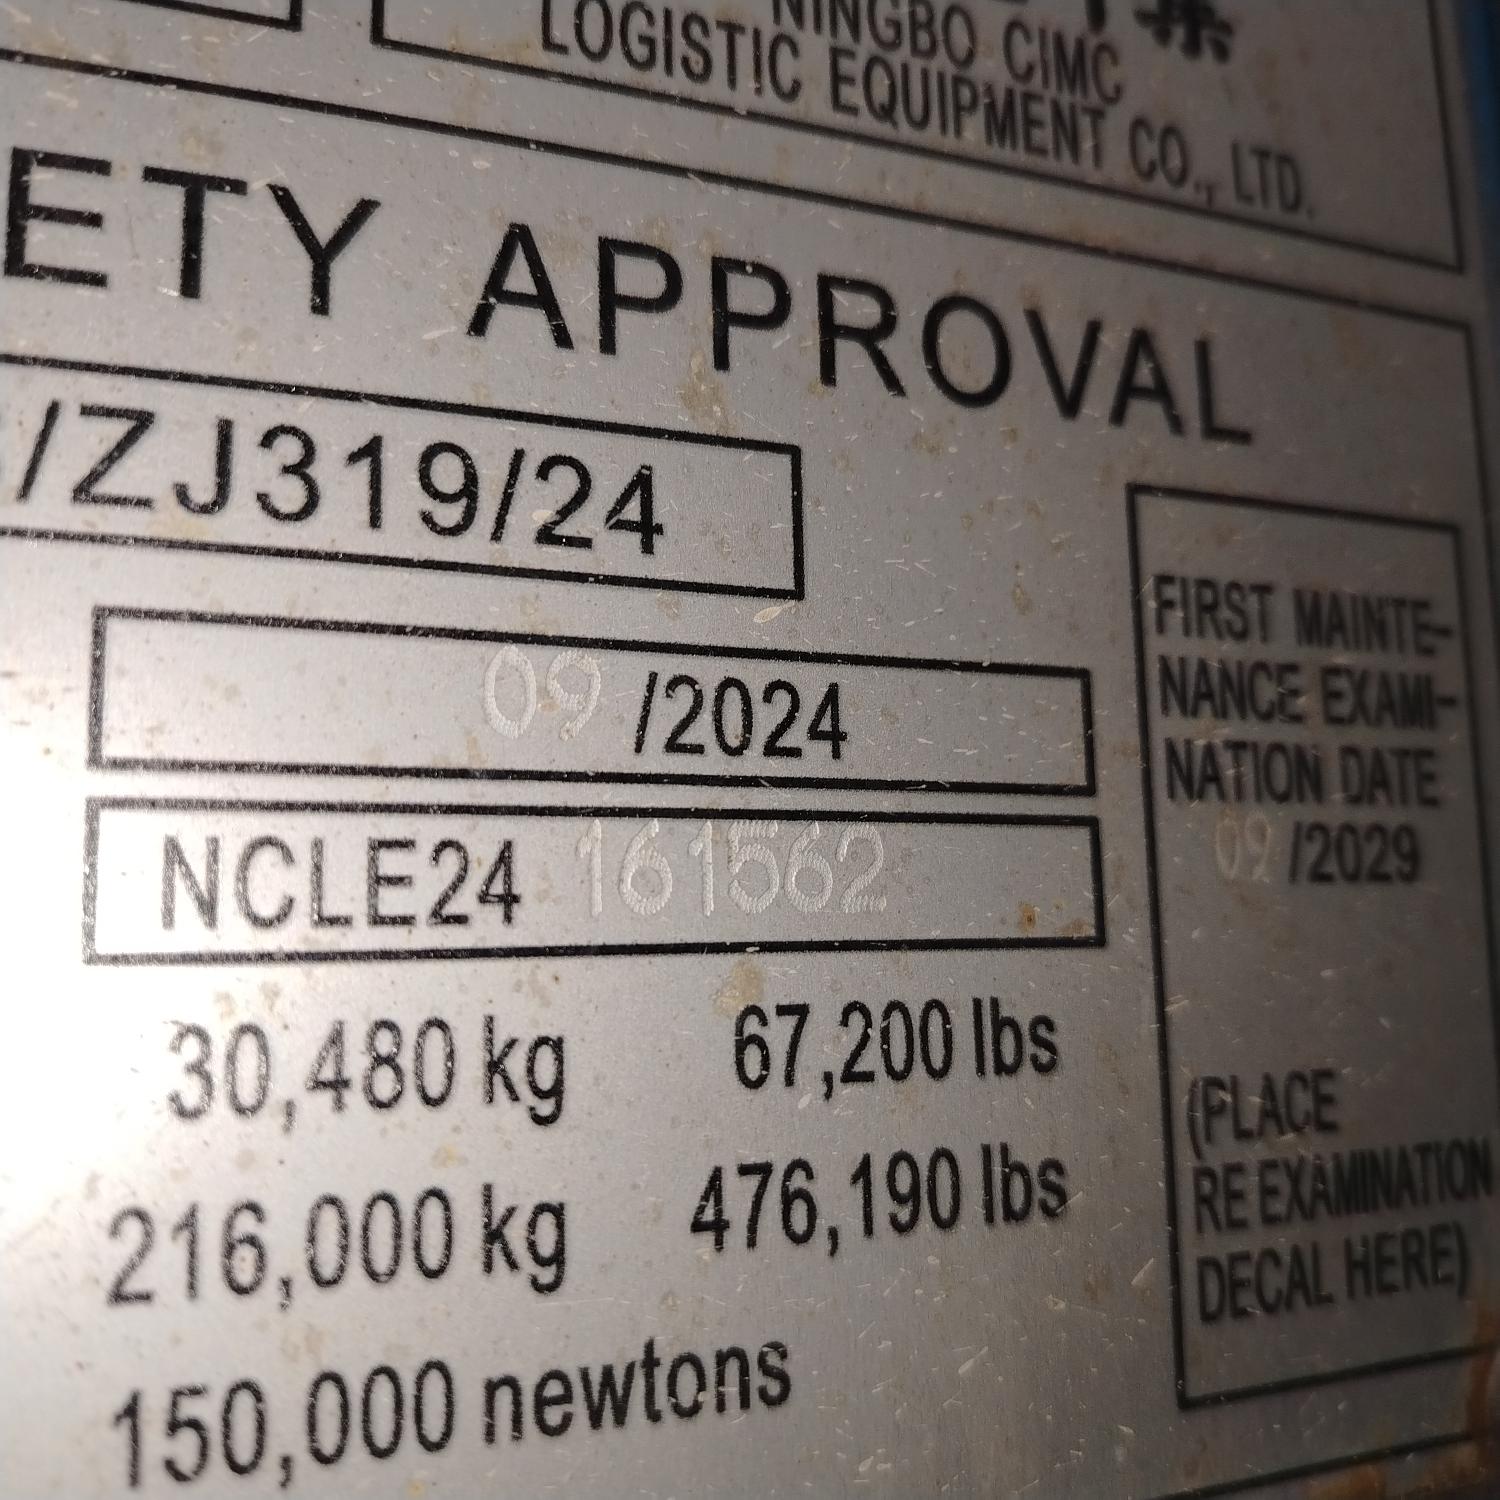 NINGBO CIMC
LOGISTIC EQUIPMENT CO., LTD.
ETY APPROVAL
/ZJ319/24
09 /2024
NCLE24 161562
30,480 kg 67,200 lbs
216,000 kg 476,190 lbs
150,000 newtons
FIRST MAINTE-
NANCE EXAMI-
NATION DATE
09 /2029
(PLACE
RE EXAMINATION
DECAL HERE)